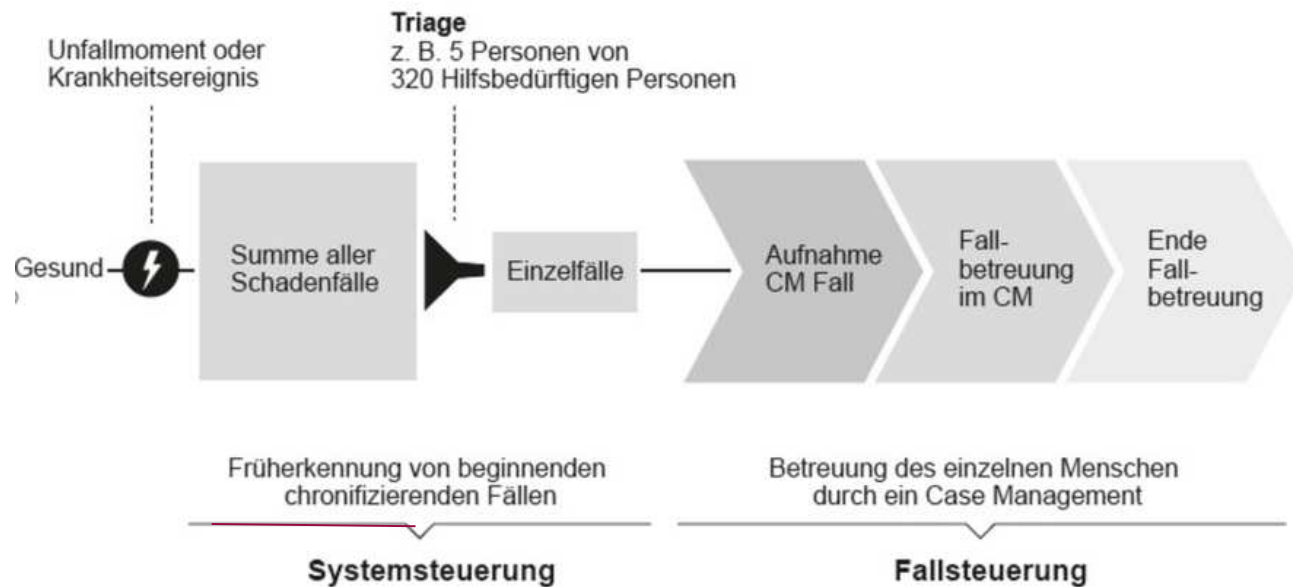 Unfallmoment oder
Krankheitsereignis
Triage
z. B. 5 Personen von
320 Hilfsbedürftigen Personen
Gesund
Summe aller
Schadenfälle
Einzelfälle
Aufnahme
CM Fall
Fall-
betreuung
im CM
Ende
Fall-
betreuung
Früherkennung von beginnenden
chronifizierenden Fällen
Systemsteuerung
Betreuung des einzelnen Menschen
durch ein Case Management
Fallsteuerung